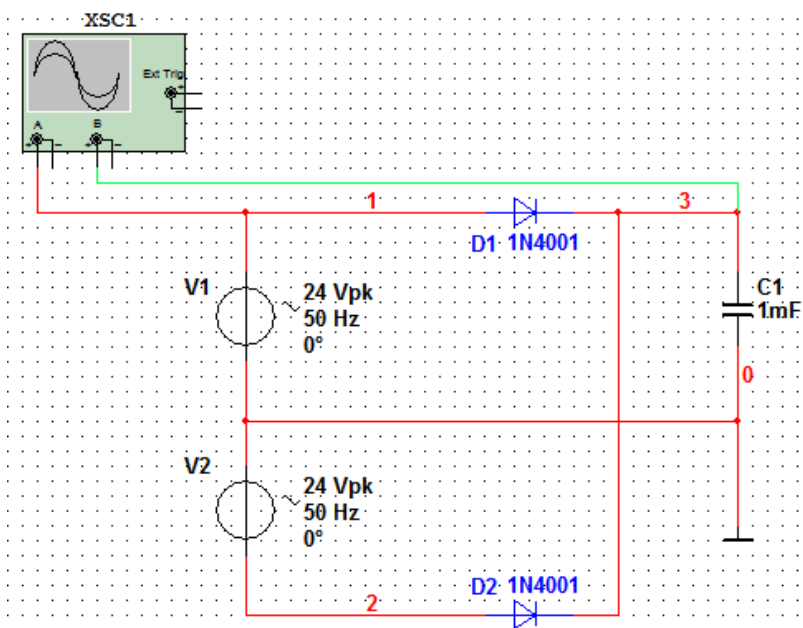 XSC1
Ext Trig
+
−
A
B
+ −
+ −
1
3
D1 1N4001
V1
24 Vpk
50 Hz
0°
C1
1mF
0
V2
24 Vpk
50 Hz
0°
D2 1N4001
2